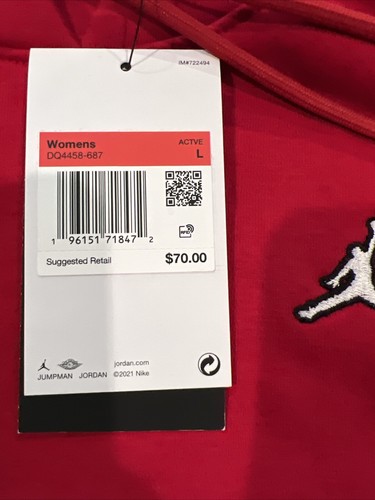 IM#722494
Womens ACTVE
DQ4458-687 L
RFID
1 96151 71847 2
Suggested Retail $70.00
jordan.com
JUMPMAN JORDAN ©2021 Nike